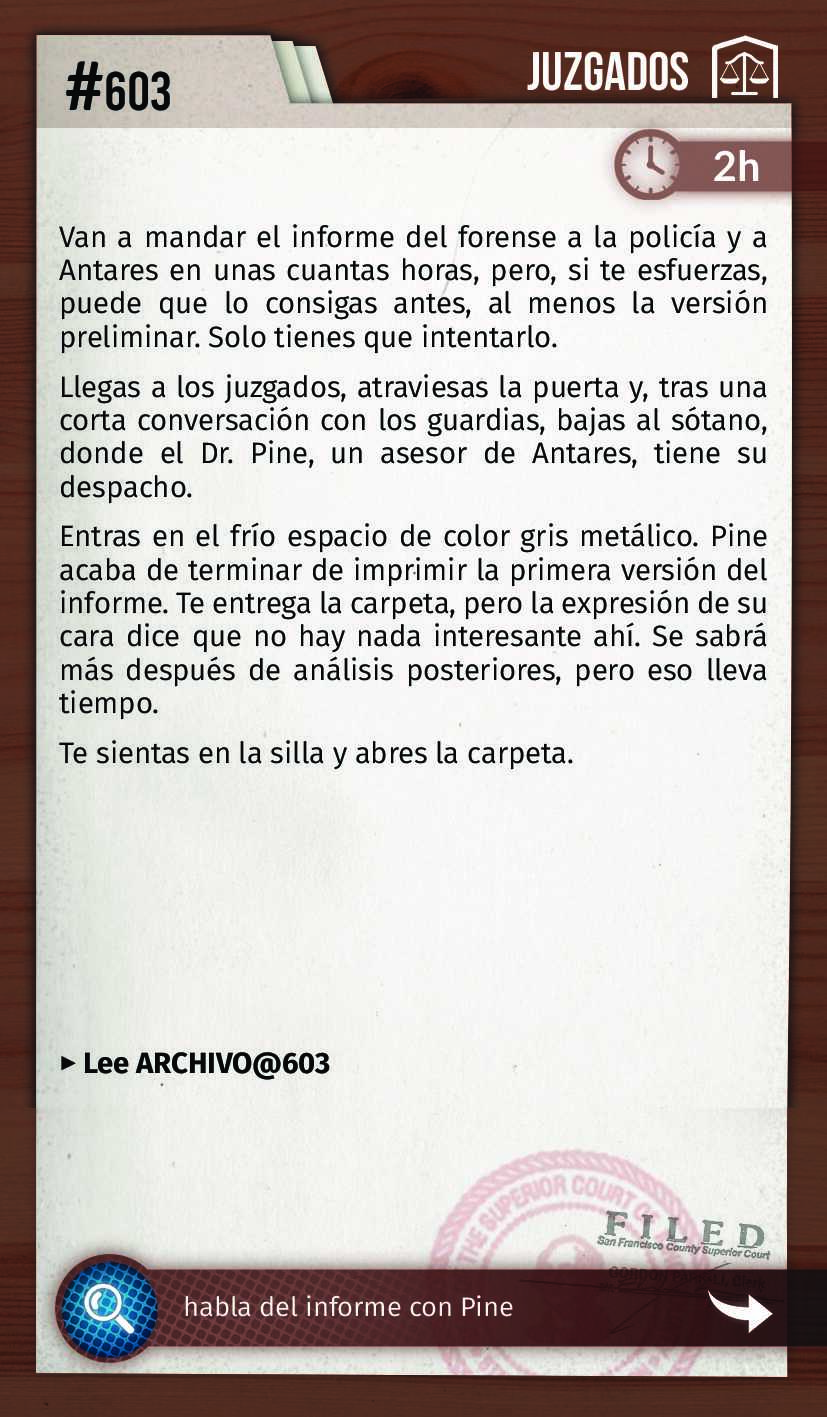 #603
JUZGADOS
2h
Van a mandar el informe del forense a la policía y a
Antares en unas cuantas horas, pero, si te esfuerzas,
puede que lo consigas antes, al menos la versión
preliminar. Solo tienes que intentarlo.
Llegas a los juzgados, atraviesas la puerta y, tras una
corta conversación con los guardias, bajas al sótano,
donde el Dr. Pine, un asesor de Antares, tiene su
despacho.
Entras en el frío espacio de color gris metálico. Pine
acaba de terminar de imprimir la primera versión del
informe. Te entrega la carpeta, pero la expresión de su
cara dice que no hay nada interesante ahí. Se sabrá
más después de análisis posteriores, pero eso lleva
tiempo.
Te sientas en la silla y abres la carpeta.
▸ Lee ARCHIVO@603
THE SUPERIOR COURT
FILED
San Francisco County Superior Court
habla del informe con Pine